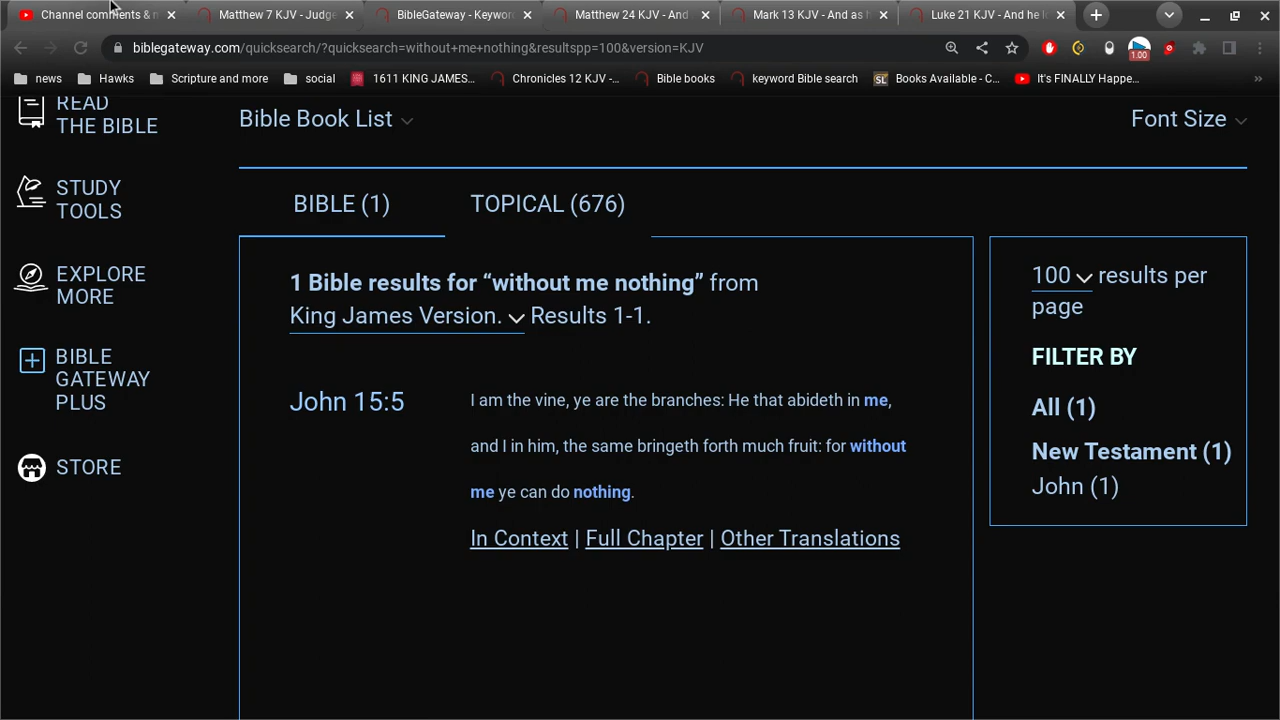 Channel comments & n
Matthew 7 KJV - Judge
BibleGateway - Keywor
Matthew 24 KJV - And
Mark 13 KJV - And as h
Luke 21 KJV - And he l
biblegateway.com/quicksearch/?quicksearch=without+me+nothing&resultspp=100&version=KJV
1.00
news
Hawks
Scripture and more
social
1611 KING JAMES...
Chronicles 12 KJV -...
Bible books
keyword Bible search
SL
Books Available - C...
It's FINALLY Happe...
»
READ
THE BIBLE
Bible Book List
Font Size
STUDY
TOOLS
BIBLE (1)
TOPICAL (676)
EXPLORE
MORE
1 Bible results for “without me nothing” from
King James Version. Results 1-1.
100 results per
page
FILTER BY
BIBLE
GATEWAY
PLUS
John 15:5
I am the vine, ye are the branches: He that abideth in me,
and I in him, the same bringeth forth much fruit: for without
me ye can do nothing.
All (1)
New Testament (1)
John (1)
STORE
In Context | Full Chapter | Other Translations